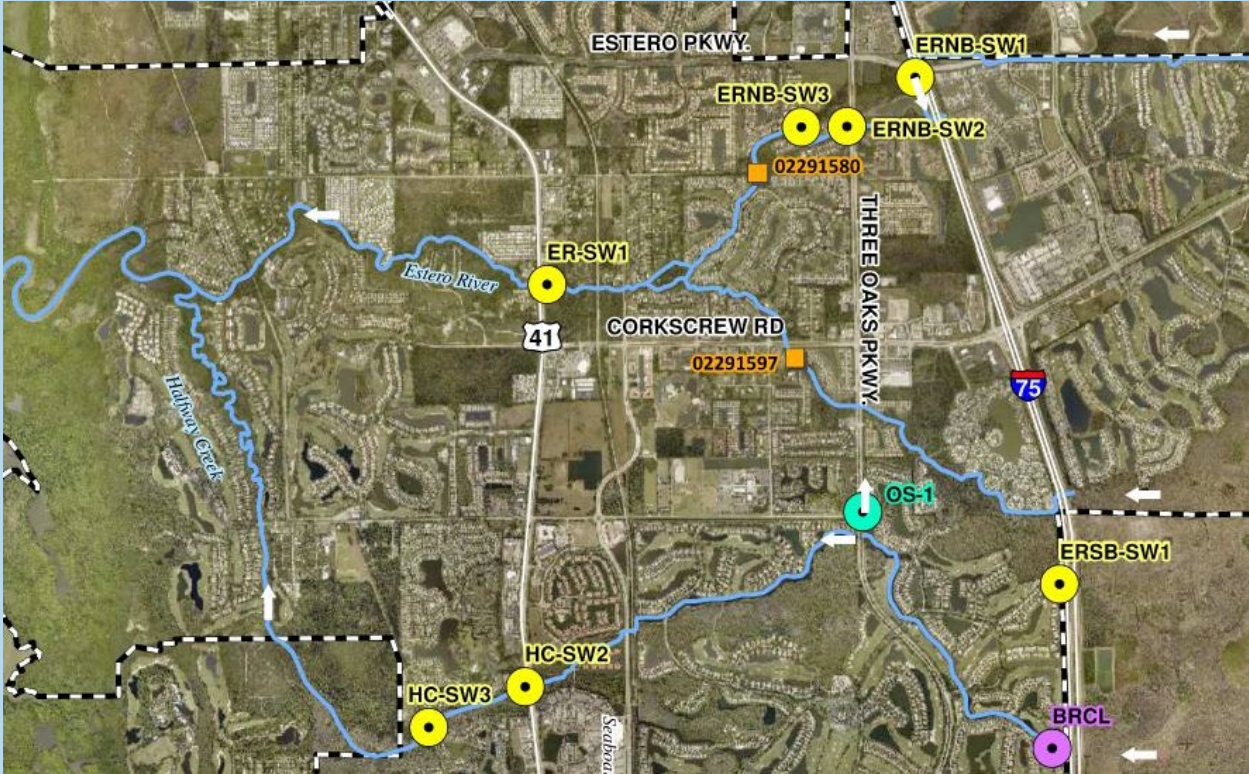 ESTERO PKWY.
ERNB-SW1
ERNB-SW3
ERNB-SW2
02291580
THREE OAKS PKWY.
ER-SW1
Estero River
41
CORKSCREW RD
02291597
75
Halfway Creek
OS-1
ERSB-SW1
HC-SW2
HC-SW3
BRCL
Seaboa